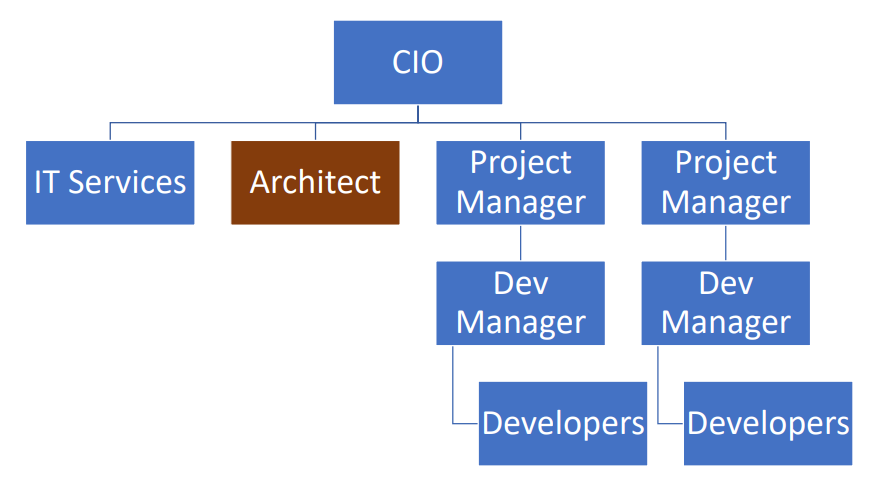 CIO
IT Services
Architect
Project
Manager
Project
Manager
Dev
Manager
Dev
Manager
Developers
Developers